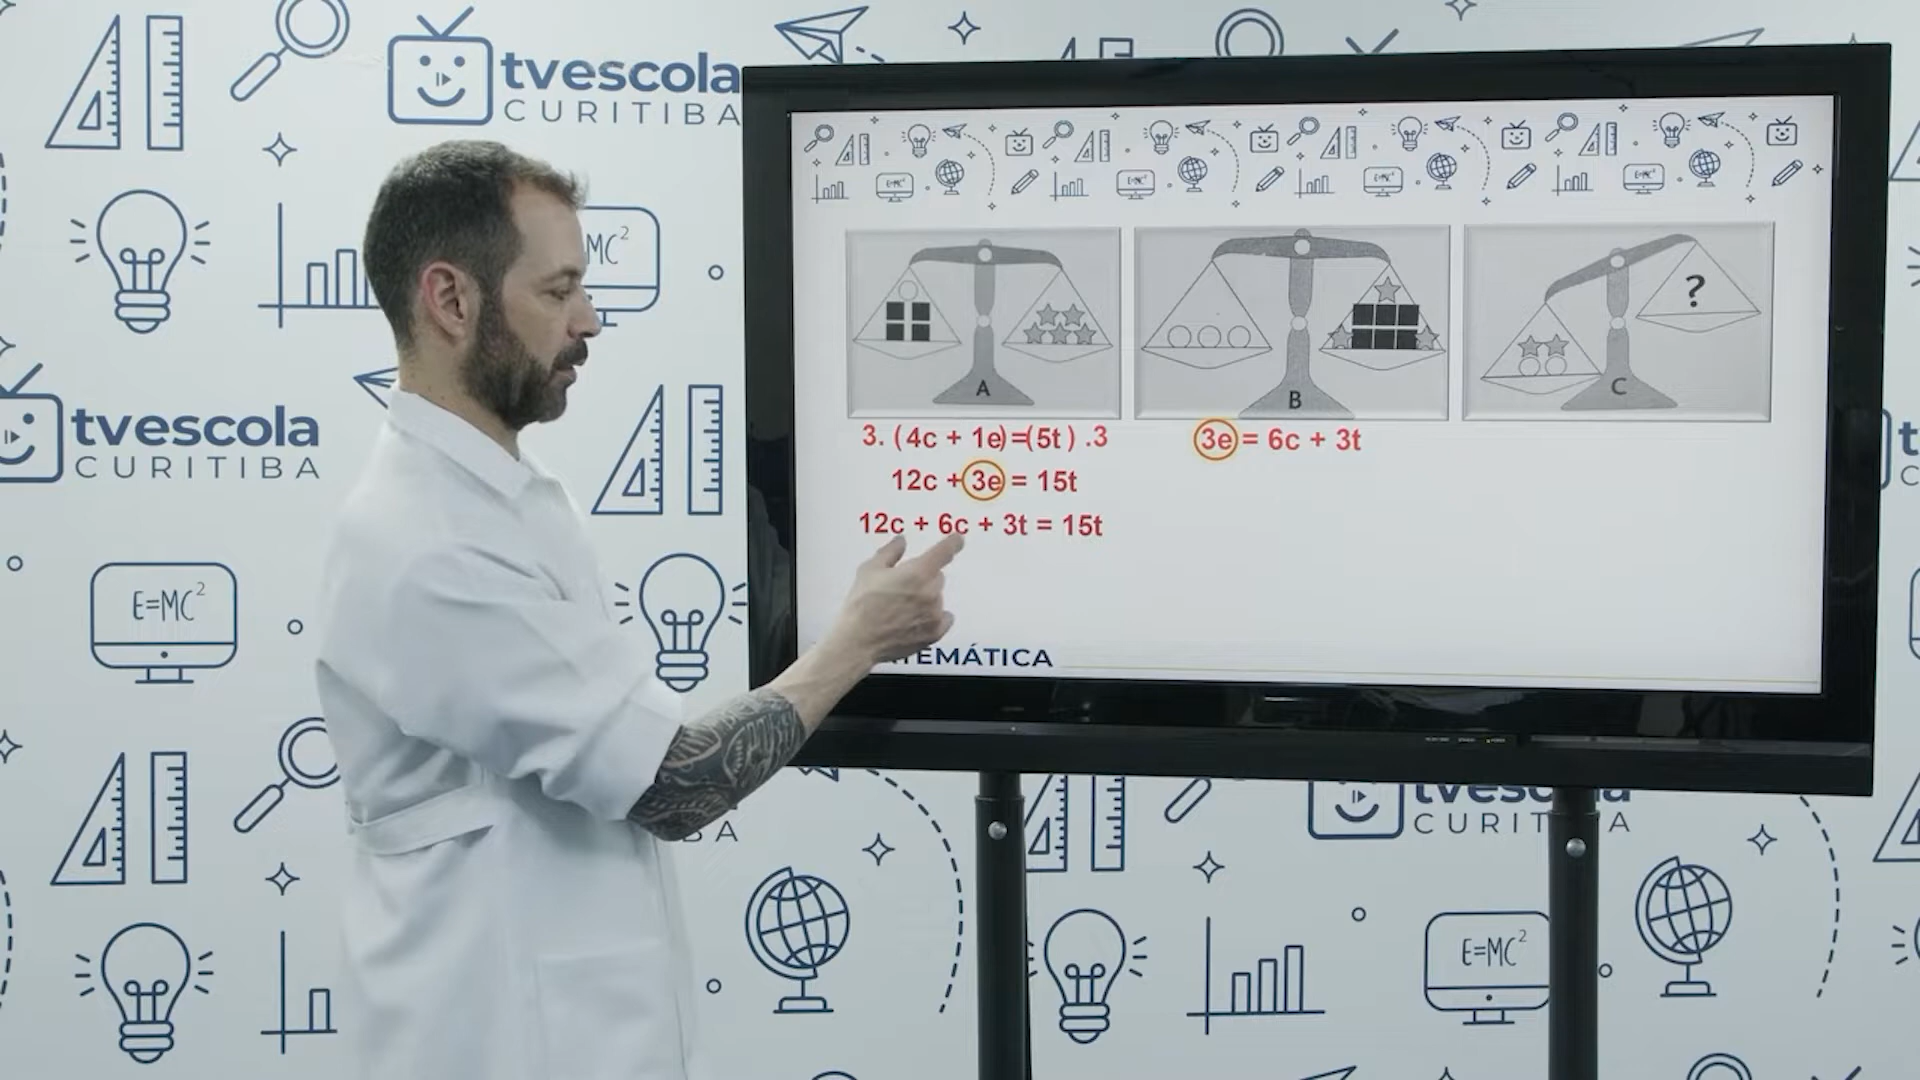 tvescola
CURITIBA
MC²
tvescola
CURITIBA
E=MC²
?
A
B
C
3. (4c + 1e)=(5t) .3
3e = 6c + 3t
12c + 3e = 15t
12c + 6c + 3t = 15t
TEMÁTICA
tvescola
CURITIBA
E=MC²